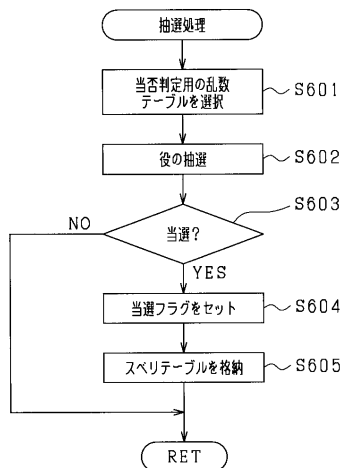 抽選処理
当否判定用の乱数
テーブルを選択
S601
役の抽選
S602
S603
当選?
NO
YES
当選フラグをセット
S604
スベリテーブルを格納
S605
RET